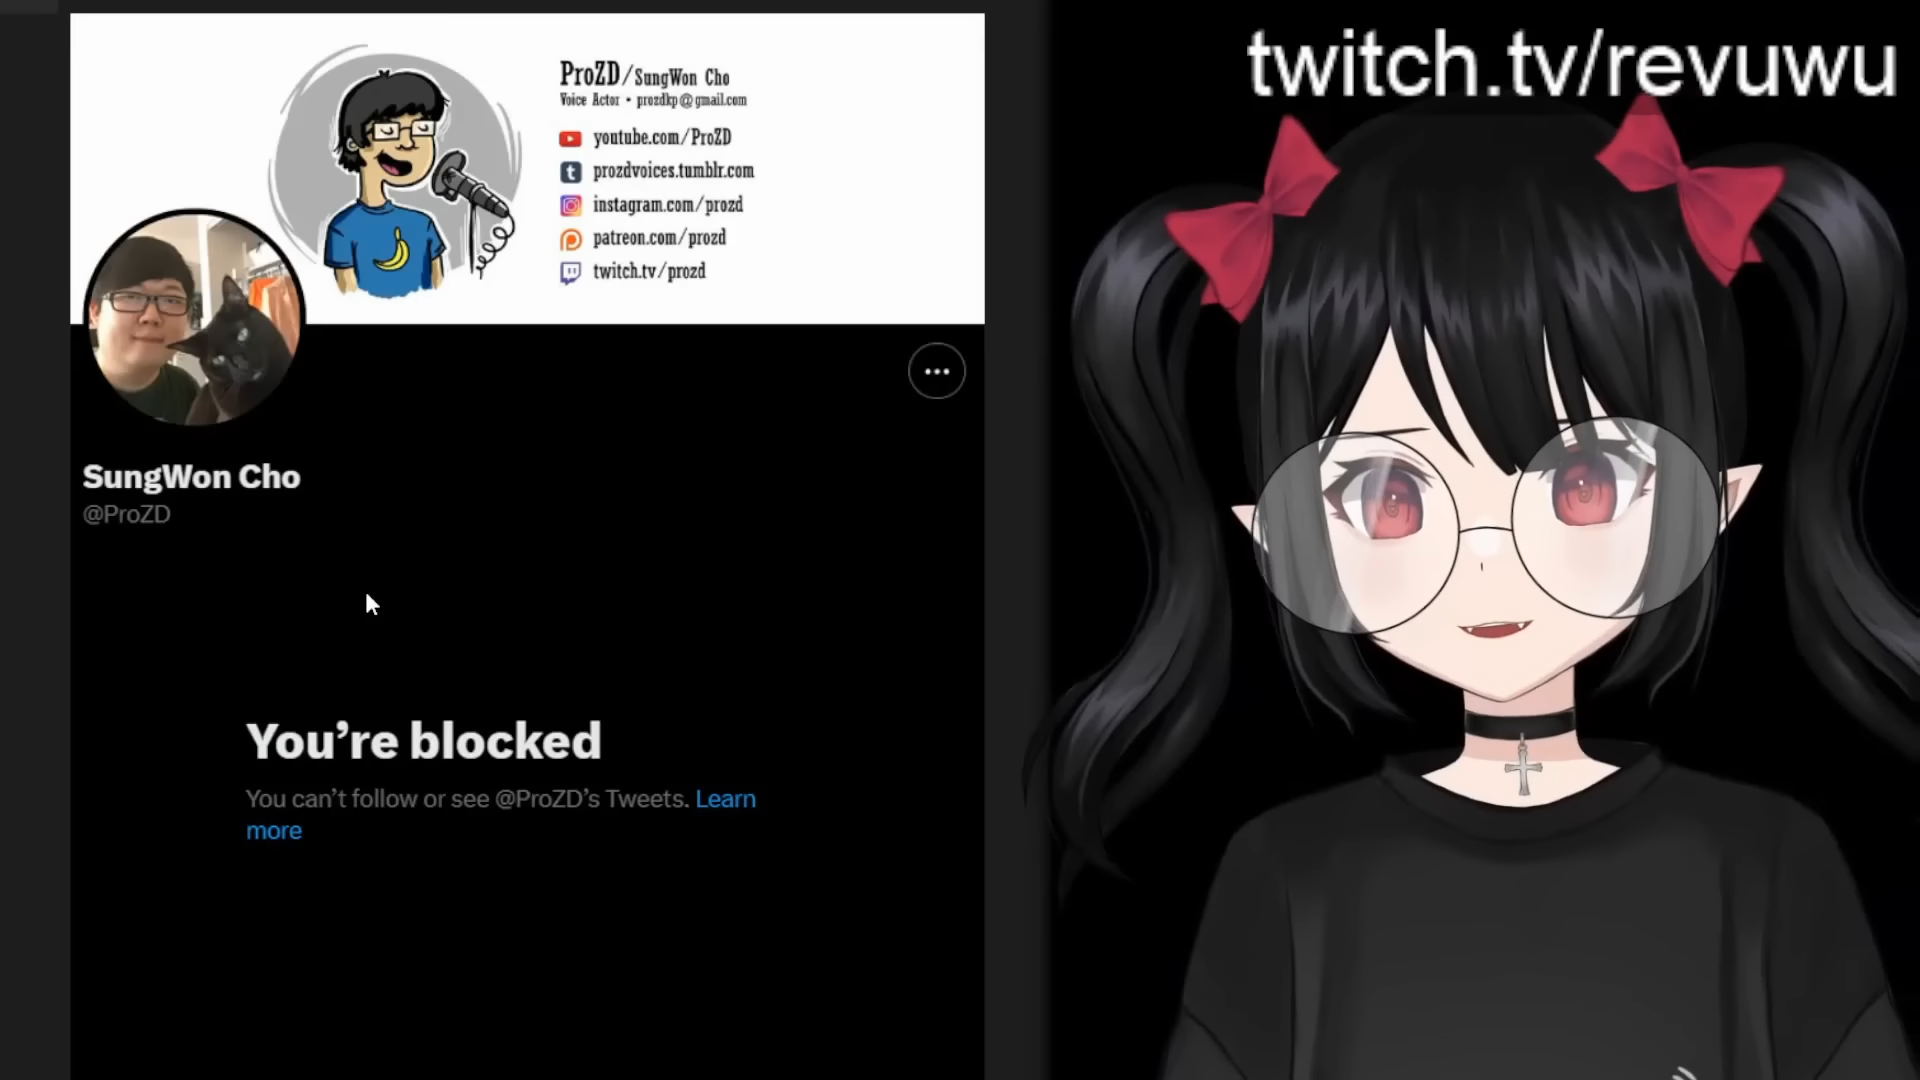 twitch.tv/revuwu
ProZD/SungWon Cho
Voice Actor • prozdkp@gmail.com
youtube.com/ProZD
prozdvoices.tumblr.com
instagram.com/prozd
patreon.com/prozd
twitch.tv/prozd
SungWon Cho
@ProZD
You’re blocked
You can’t follow or see @ProZD’s Tweets. Learn
more